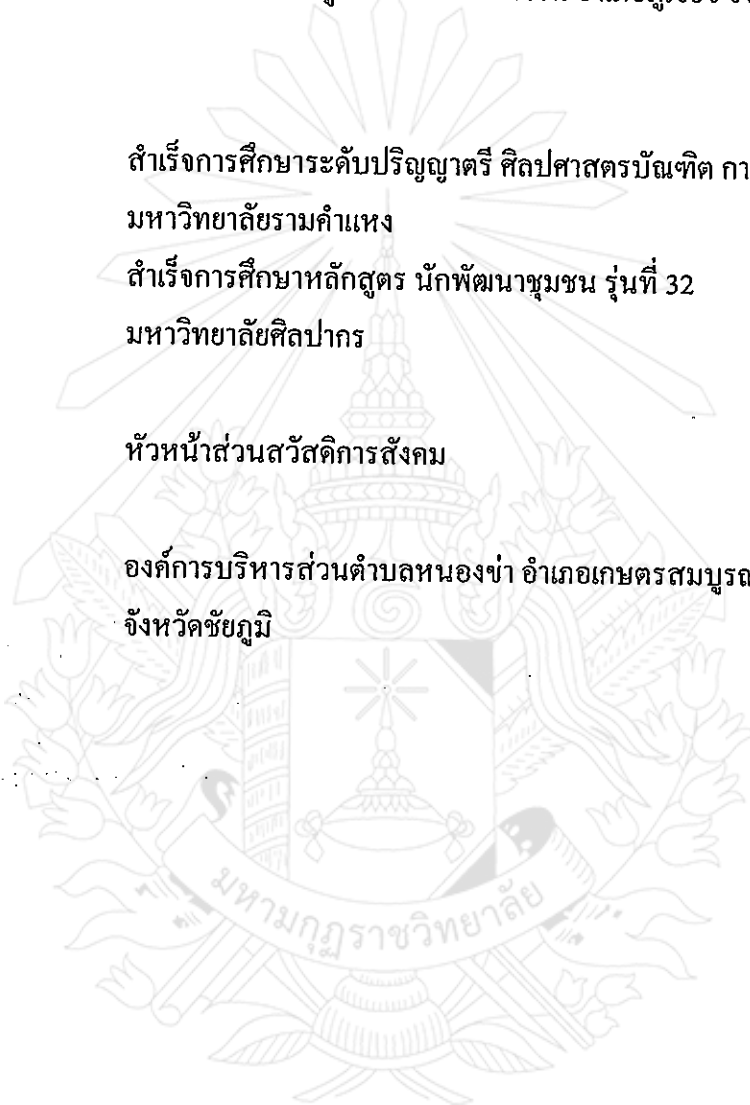 สำเร็จการศึกษาระดับปริญญาตรี ศิลปศาสตรบัณฑิต
มหาวิทยาลัยรามคำแหง
สำเร็จการศึกษาหลักสูตร นักพัฒนาชุมชน รุ่นที่ 32
มหาวิทยาลัยศิลปากร
หัวหน้าส่วนสวัสดิการสังคม
องค์การบริหารส่วนตำบลหนองข่า อำเภอเกษตรสมบูรณ
จังหวัดชัยภูมิ
มหามกุฏราชวิทยาลัย